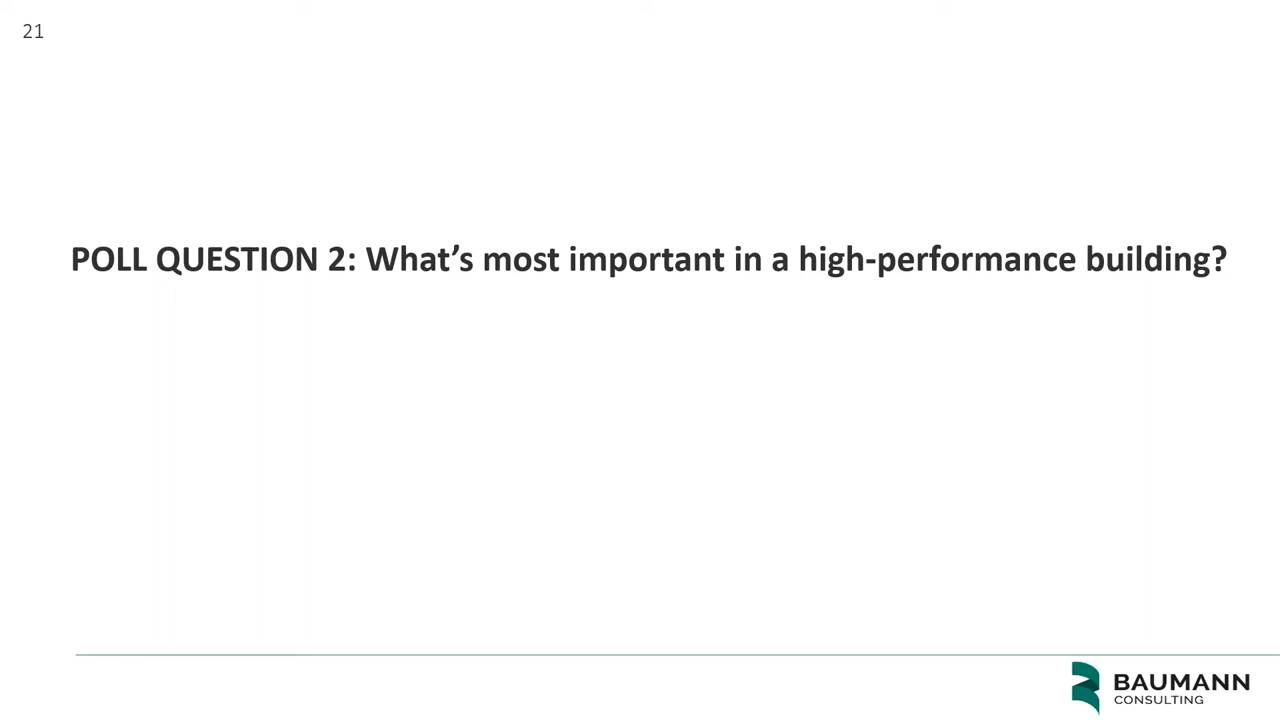 21
POLL QUESTION 2: What’s most important in a high-performance building?
BAUMANN
CONSULTING